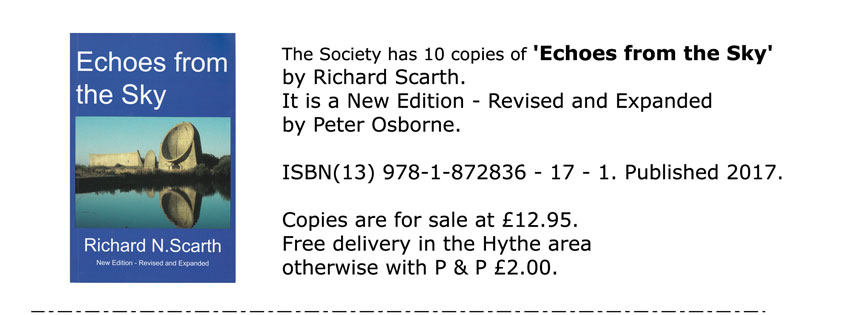 Echoes from
the Sky
Richard N.Scarth
New Edition - Revised and Expanded
The Society has 10 copies of 'Echoes from the Sky'
by Richard Scarth.
It is a New Edition - Revised and Expanded
by Peter Osborne.
ISBN(13) 978-1-872836 - 17 - 1. Published 2017.
Copies are for sale at £12.95.
Free delivery in the Hythe area
otherwise with P & P £2.00.